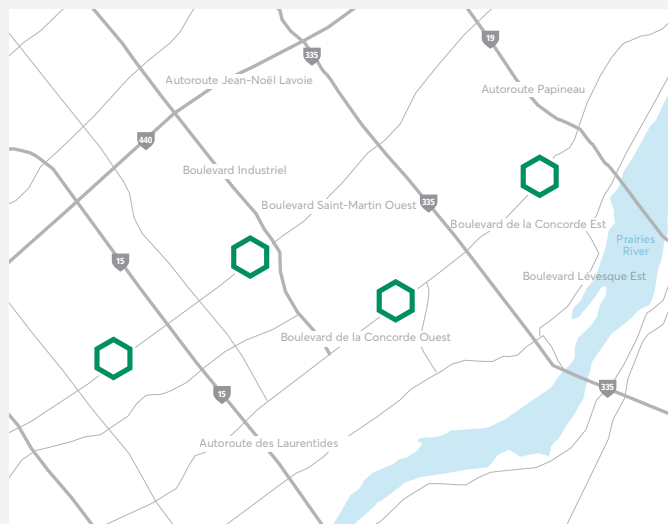 19
335
Autoroute Jean-Noël Lavoie
Autoroute Papineau
440
Boulevard Industriel
Boulevard Saint-Martin Ouest
335
Boulevard de la Concorde Est
Prairies
River
15
Boulevard Lévesque Est
Boulevard de la Concorde Ouest
335
15
Autoroute des Laurentides